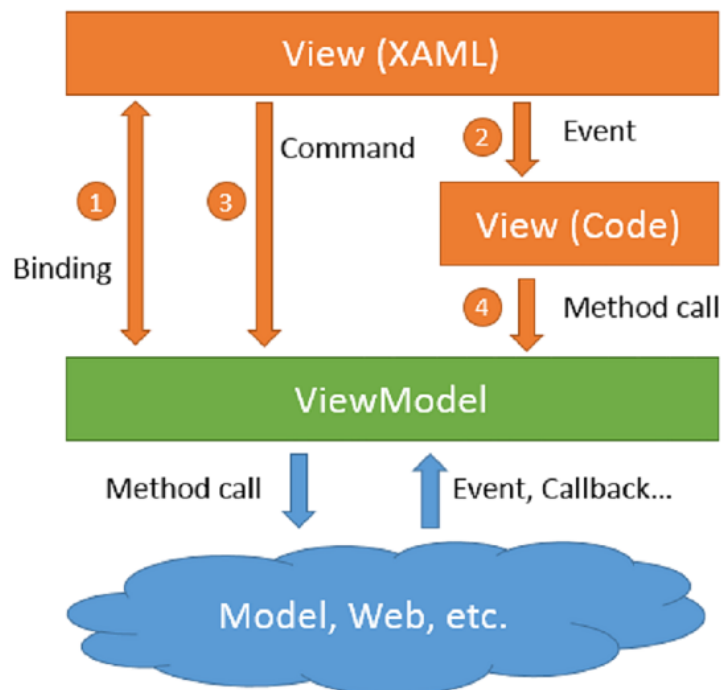 View (XAML)
2 Event
Command
1
3
View (Code)
Binding
4 Method call
ViewModel
Method call
Event, Callback...
Model, Web, etc.